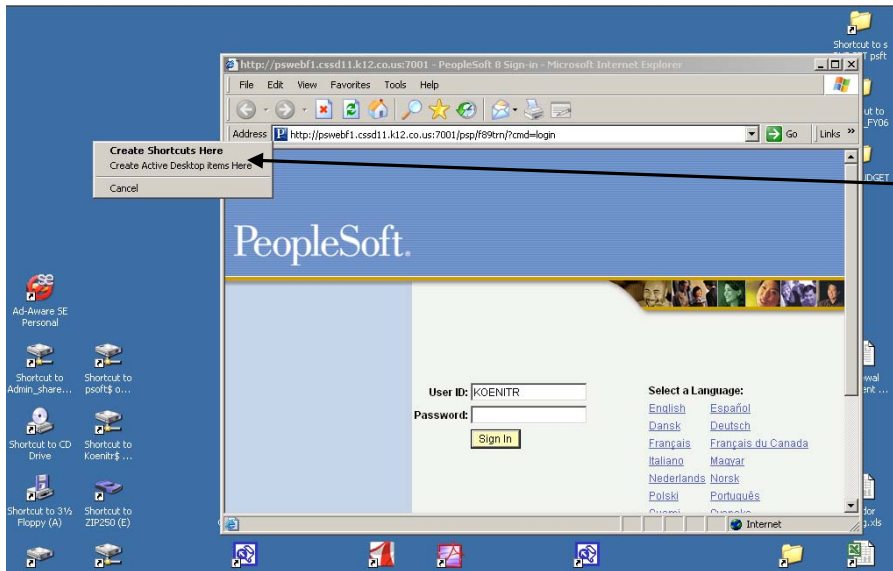 Shortcut to s
psft
http://pswebf1.cssd11.k12.co.us:7001 - PeopleSoft 8 Sign-in - Microsoft Internet Explorer
File Edit View Favorites Tools Help
Address http://pswebf1.cssd11.k12.co.us:7001/psp/f89trn/?cmd=login Go Links »
ut to
_FY06
Create Shortcuts Here
Create Active Desktop items Here
Cancel
PeopleSoft.
Ad-Aware SE
Personal
Shortcut to
Admin_share...
Shortcut to
psoft$ o...
Shortcut to CD
Drive
Shortcut to
Koenitr$ ...
Shortcut to 3½
Floppy (A)
Shortcut to
ZIP250 (E)
User ID: KOENITR
Password:
Sign In
Select a Language:
English Español
Dansk Deutsch
Français Français du Canada
Italiano Magyar
Nederlands Norsk
Polski Português
Internet